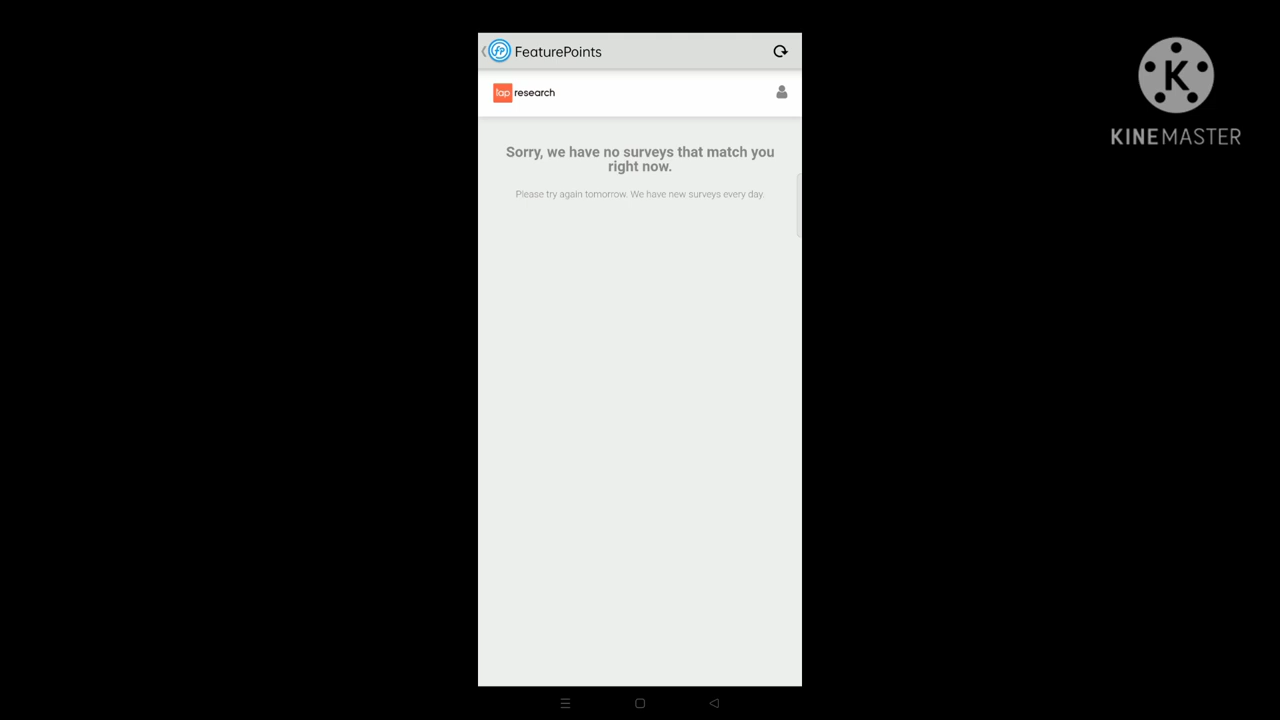 FeaturePoints
lap research
Sorry, we have no surveys that match you
right now.
Please try again tomorrow. We have new surveys every day.
K
KINEMASTER